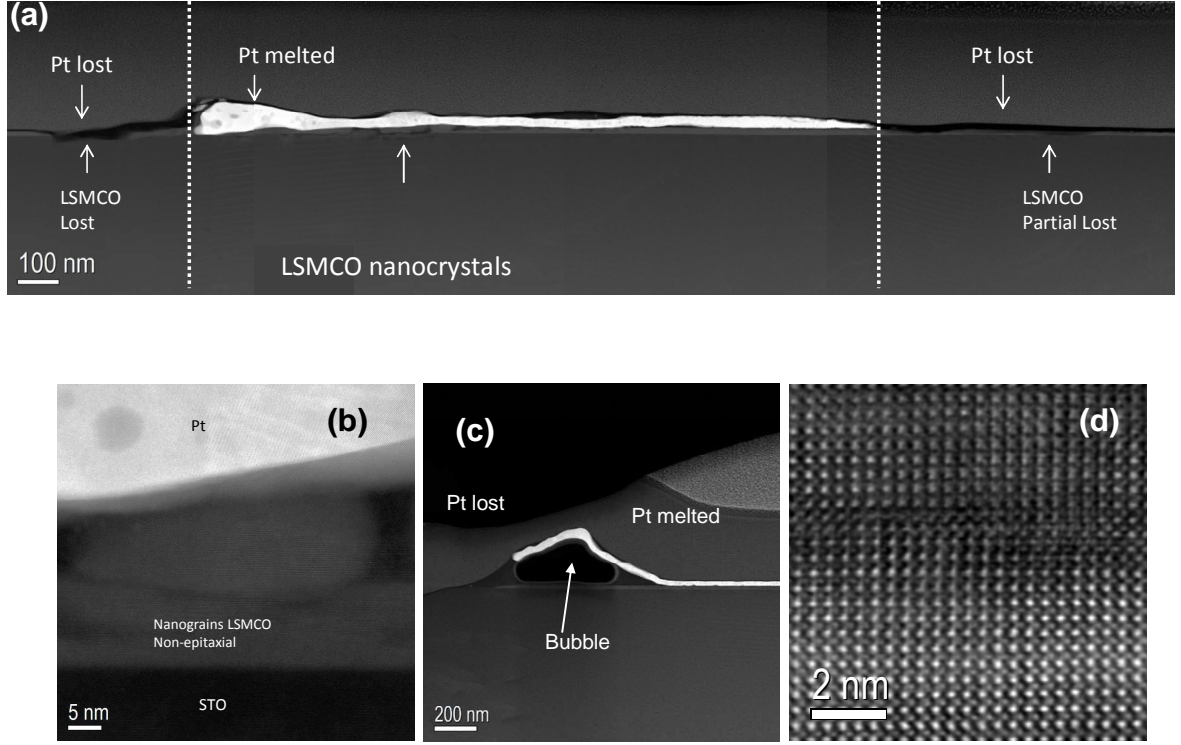 (a)
Pt lost
Pt melted
Pt lost
LSMCO
Lost
LSMCO
Partial Lost
100 nm
LSMCO nanocrystals
(b)
Pt
Nanograins LSMCO
Non-epitaxial
STO
5 nm
(c)
Pt lost
Pt melted
Bubble
200 nm
(d)
2 nm